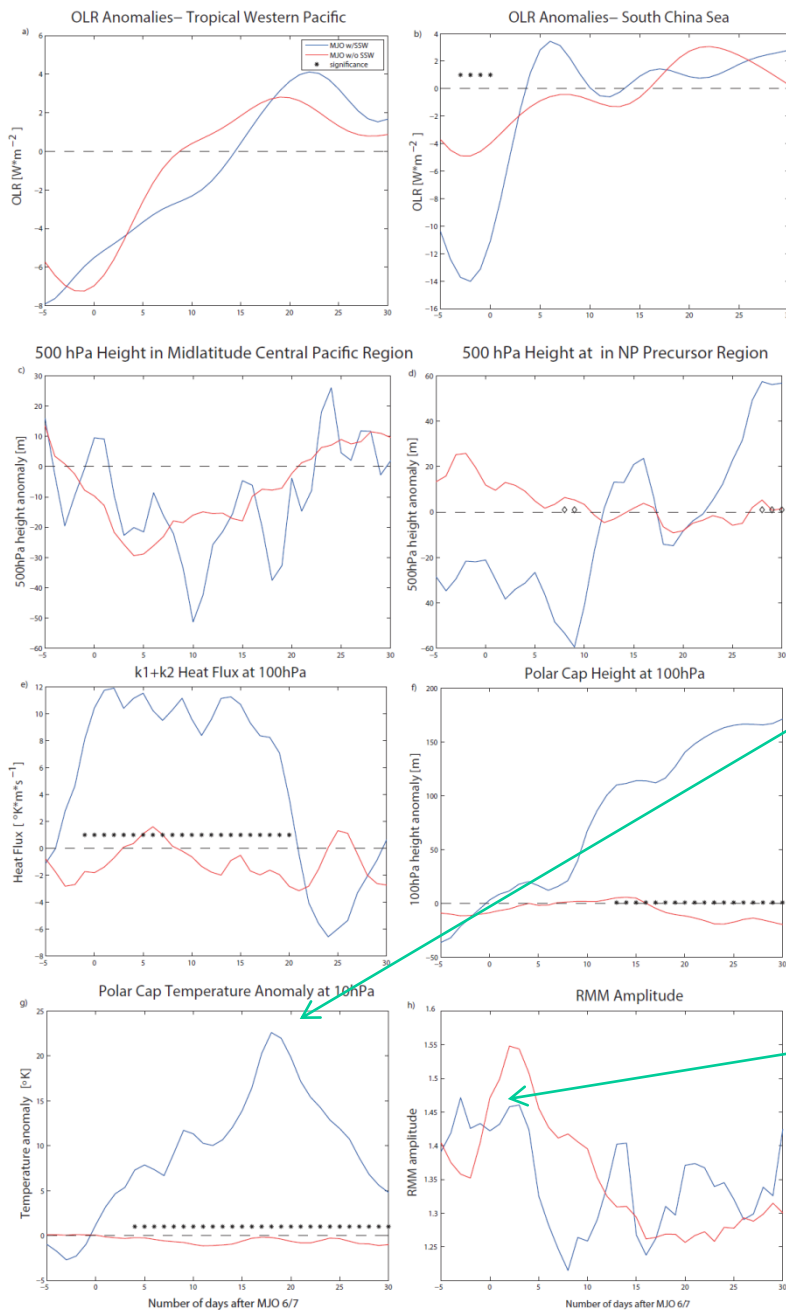 OLR Anomalies– Tropical Western Pacific
a)
MJO w/SSW
MJO w/o SSW
significance
OLR [W*m⁻²]
6
4
2
0
−2
−4
−6
−8
−5 0 5 10 15 20 25 30
OLR Anomalies– South China Sea
b)
OLR [W*m⁻²]
4
2
0
−2
−4
−6
−8
−10
−12
−14
−16
−5 0 5 10 15 20 25 30
500 hPa Height in Midlatitude Central Pacific Region
c)
500hPa height anomaly [m]
30
20
10
0
−10
−20
−30
−40
−50
−60
−5 0 5 10 15 20 25 30
500 hPa Height at in NP Precursor Region
d)
500hPa height anomaly [m]
60
40
20
0
−20
−40
−60
−5 0 5 10 15 20 25 30
k1+k2 Heat Flux at 100hPa
e)
Heat Flux [ °K*m*s⁻¹]
12
10
8
6
4
2
0
−2
−4
−6
−8
−5 0 5 10 15 20 25 30
Polar Cap Height at 100hPa
f)
100hPa height anomaly [m]
200
150
100
50
0
−50
−5 0 5 10 15 20 25 30
Polar Cap Temperature Anomaly at 10hPa
g)
Temperature anomaly [°K]
25
20
15
10
5
0
−5
−5 0 5 10 15 20 25 30
Number of days after MJO 6/7
RMM Amplitude
h)
RMM amplitude
1.6
1.55
1.5
1.45
1.4
1.35
1.3
1.25
−5 0 5 10 15 20 25 30
Number of days after MJO 6/7